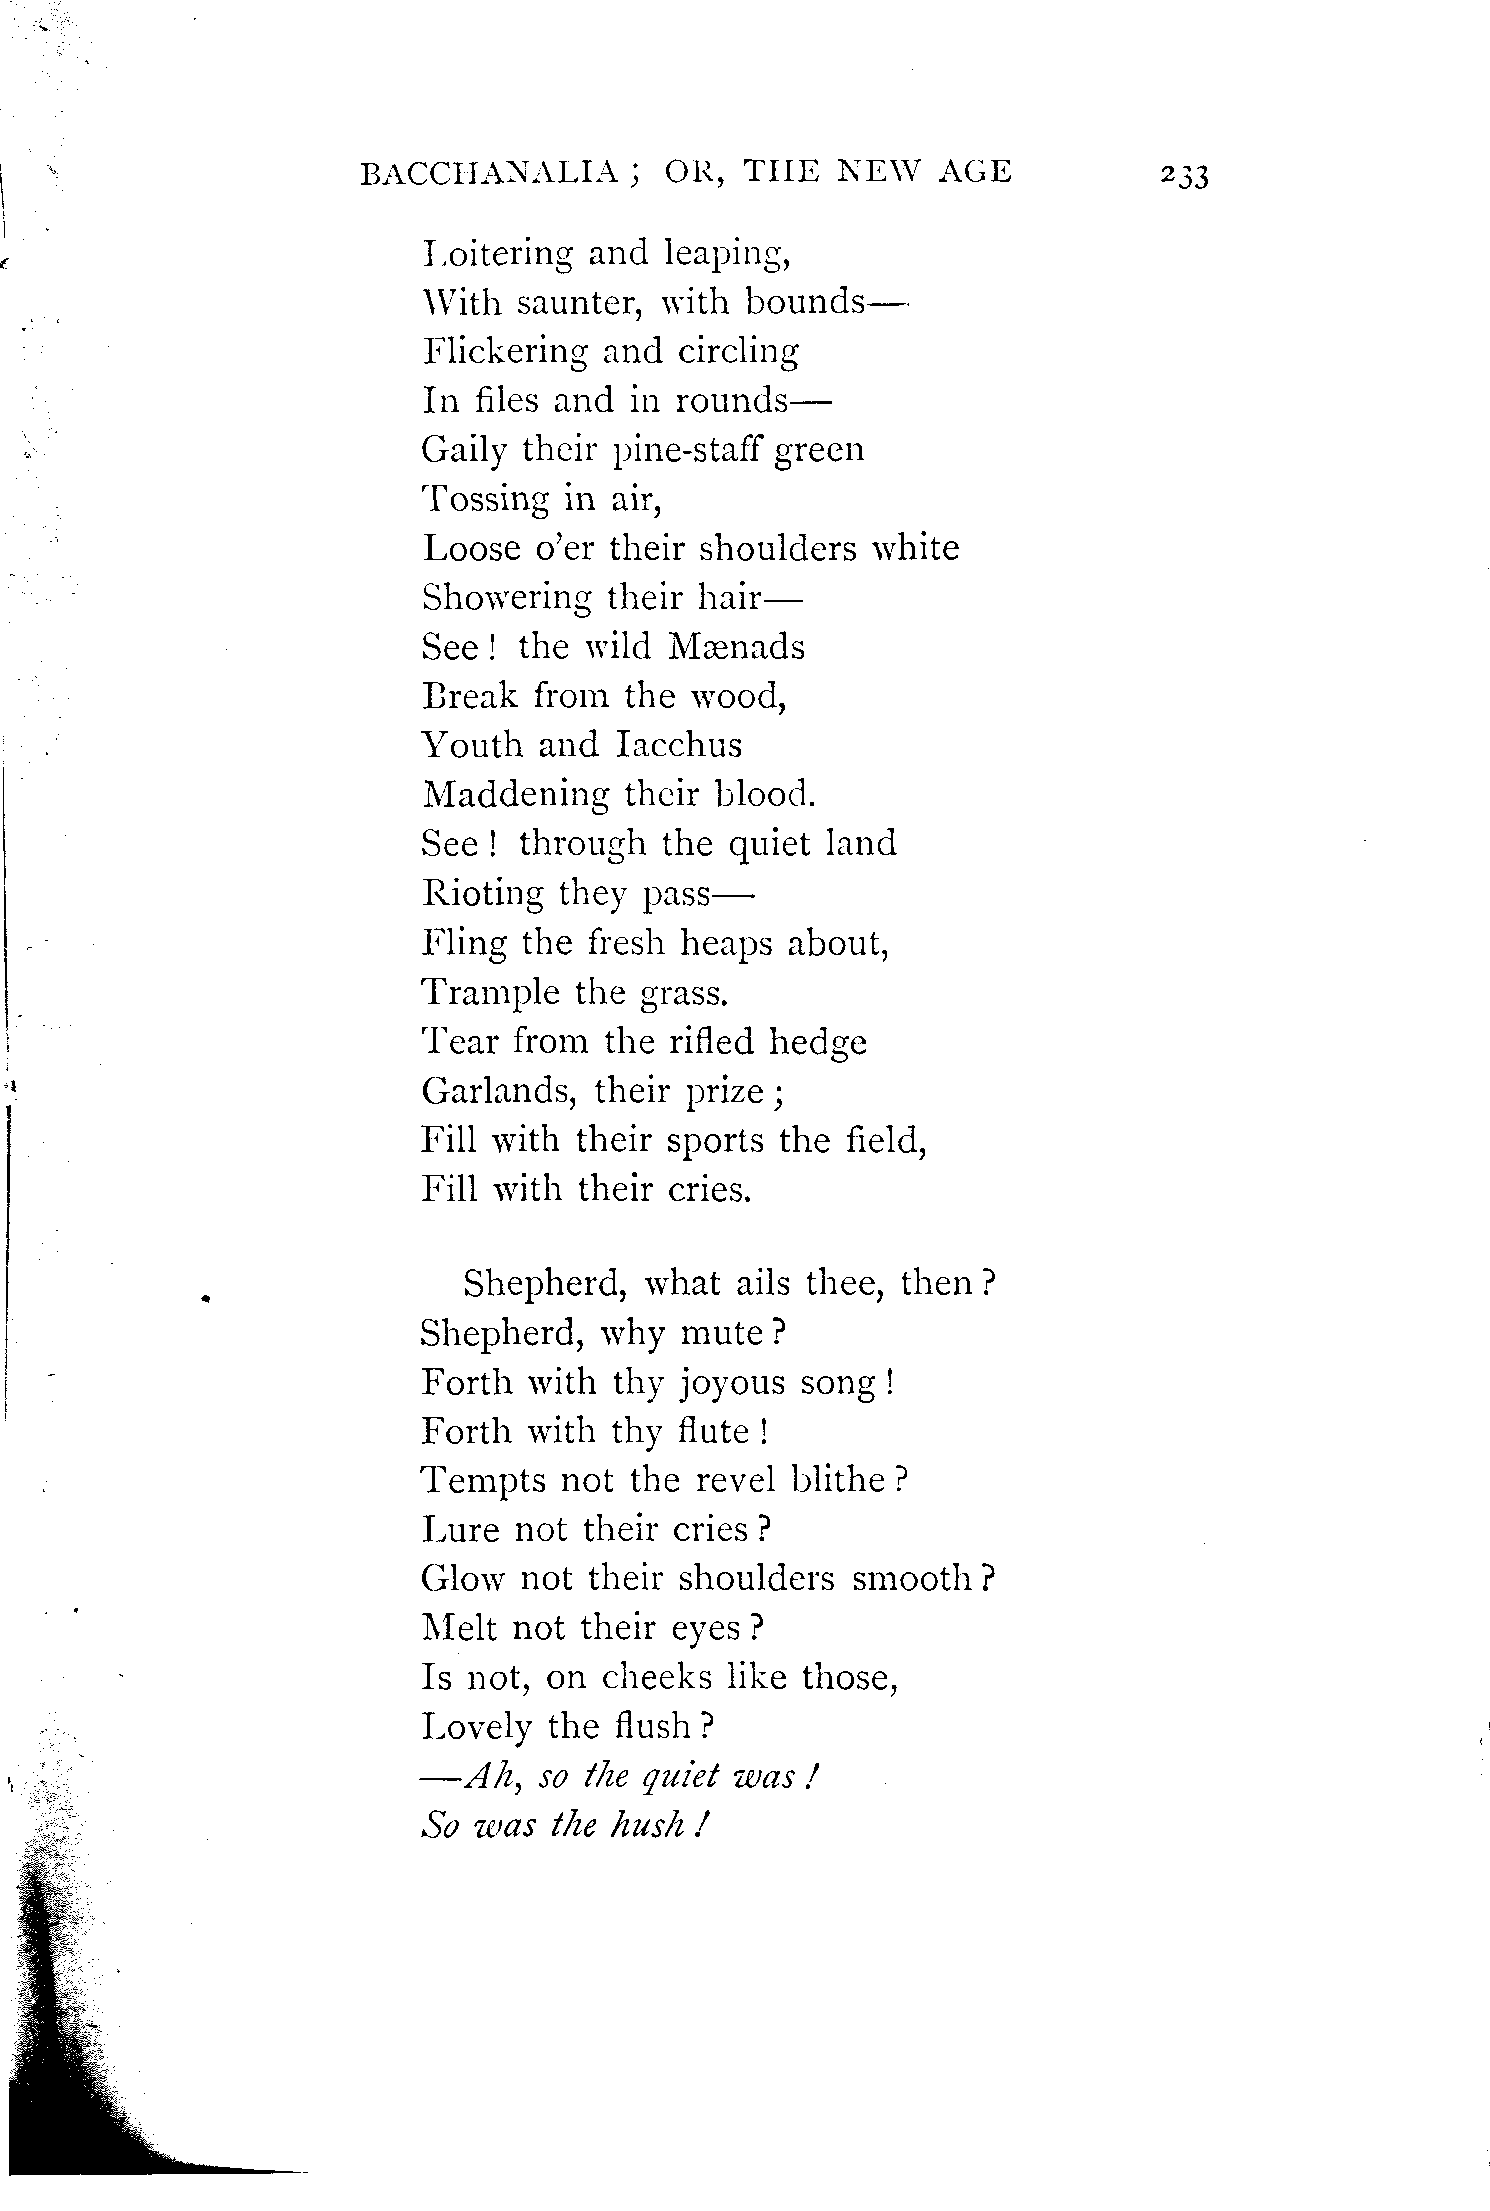 BACCHANALIA ; OR, THE NEW AGE 233
Loitering and leaping,
With saunter, with bounds—
Flickering and circling
In files and in rounds—
Gaily their pine-staff green
Tossing in air,
Loose o'er their shoulders white
Showering their hair—
See ! the wild Mænads
Break from the wood,
Youth and Iacchus
Maddening their blood.
See ! through the quiet land
Rioting they pass—
Fling the fresh heaps about,
Trample the grass.
Tear from the rifled hedge
Garlands, their prize ;
Fill with their sports the field,
Fill with their cries.
Shepherd, what ails thee, then ?
Shepherd, why mute ?
Forth with thy joyous song !
Forth with thy flute !
Tempts not the revel blithe ?
Lure not their cries ?
Glow not their shoulders smooth ?
Melt not their eyes ?
Is not, on cheeks like those,
Lovely the flush ?
—Ah, so the quiet was !
So was the hush !